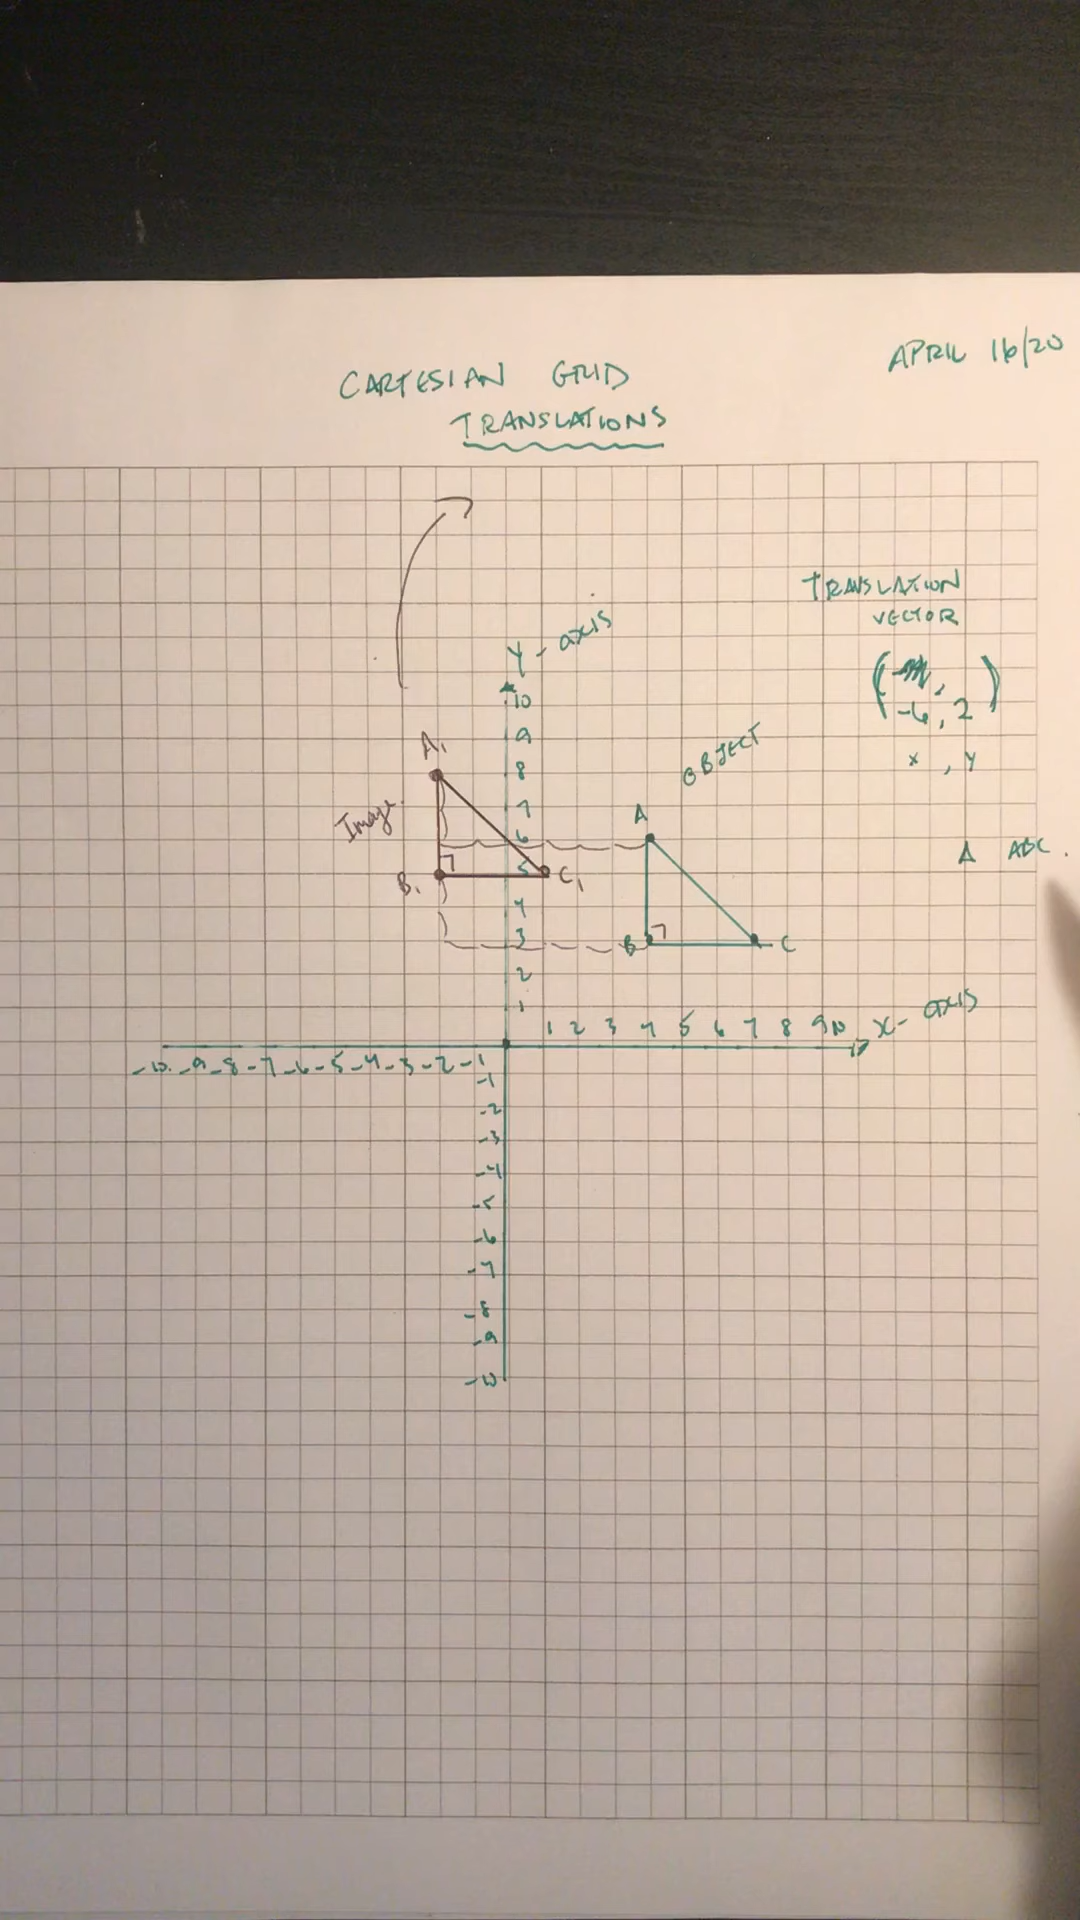 APRIL 16/20
CARTESIAN GRID
TRANSLATIONS
TRANSLATION
VECTOR
Y - axis
( ,
-6, 2 )
x , Y
OBJECT
10
9
8
7
6
5
4
3
2
1
A1
Image
B1
C1
A
B
C
Δ ABC
1 2 3 4 5 6 7 8 9 10 X - axis
-10 -9 -8 -7 -6 -5 -4 -3 -2 -1
-1
-2
-3
-4
-5
-6
-7
-8
-9
-10